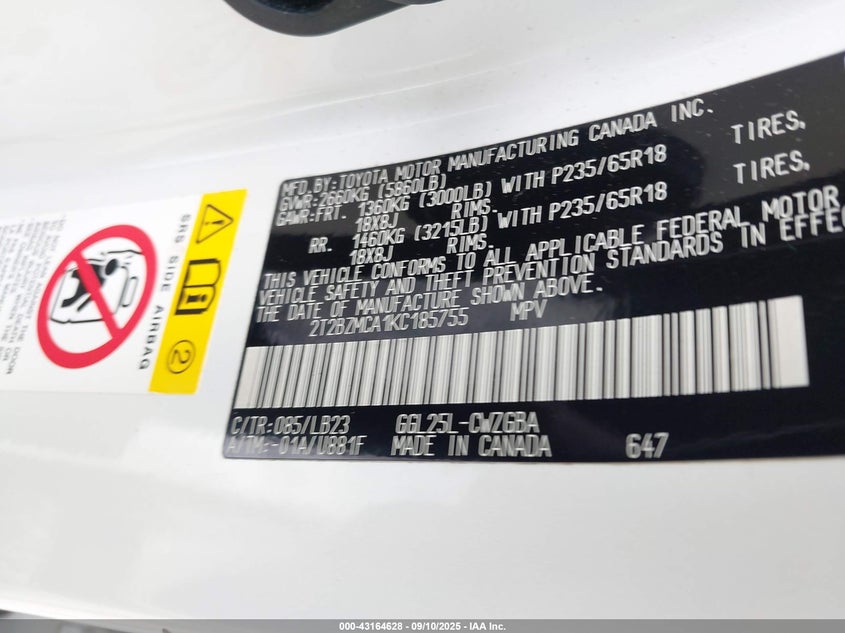 MFD. BY: TOYOTA MOTOR MANUFACTURING CANADA INC.
GVWR: 2660KG (5860LB)
GAWR: FRT. 1360KG (3000LB) WITH P235/65R18 TIRES,
18X8J RIMS.
RR. 1460KG (3215LB) WITH P235/65R18 TIRES,
18X8J RIMS.
THIS VEHICLE CONFORMS TO ALL APPLICABLE FEDERAL MOTOR
VEHICLE SAFETY AND THEFT PREVENTION STANDARDS IN EFFEC
THE DATE OF MANUFACTURE SHOWN ABOVE.
2T2BZMCA1KC185755 MPV
C/TR: 085/LB23 GGL25L-CWZGBA
A/TM: -01A/U881F MADE IN CANADA 647
SRS SIDE AIRBAG
2
000-43164628 - 09/10/2025 - IAA Inc.